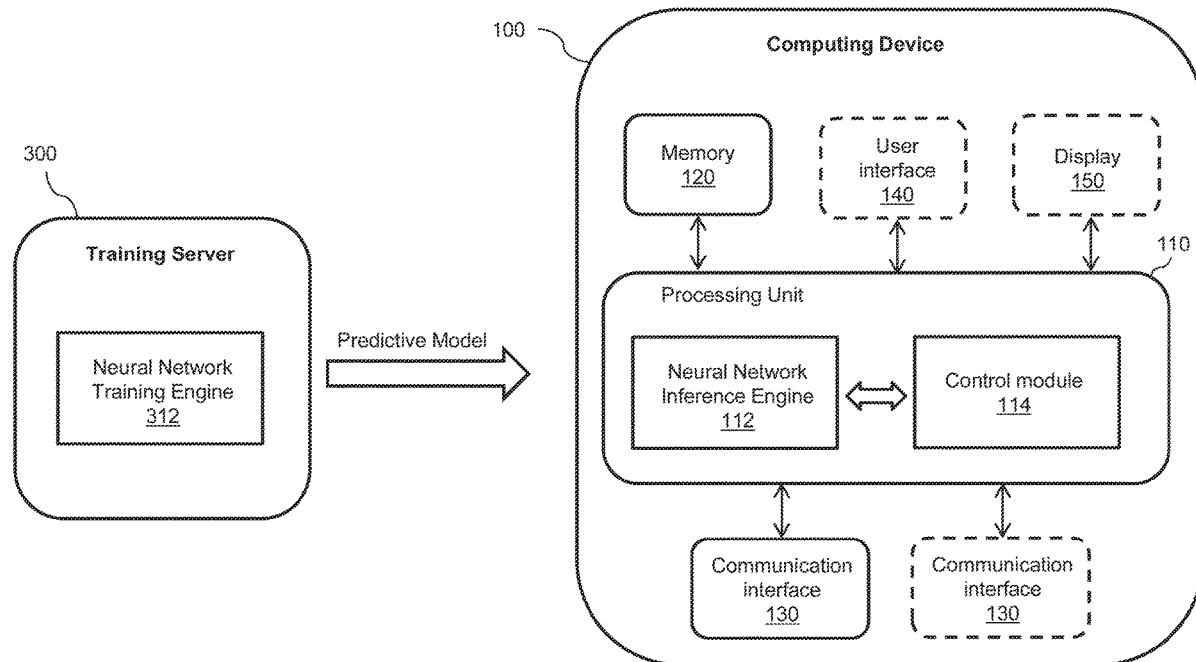 300
Training Server
Neural Network
Training Engine
312
Predictive Model
100
Computing Device
Memory
120
User
interface
140
Display
150
110
Processing Unit
Neural Network
Inference Engine
112
Control module
114
Communication
interface
130
Communication
interface
130